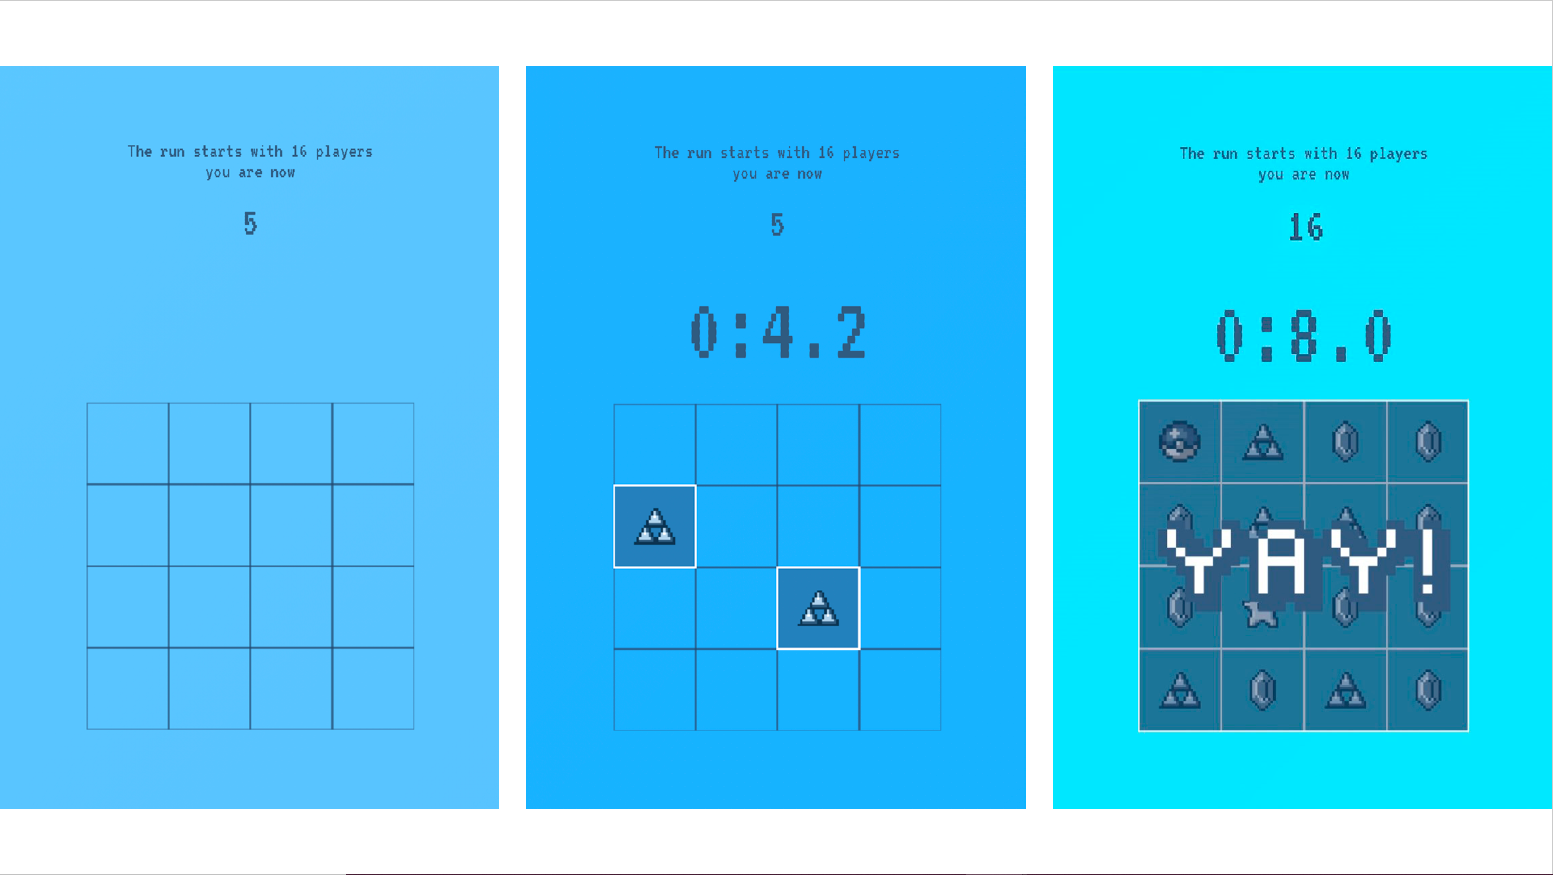 The run starts with 16 players
you are now
5
The run starts with 16 players
you are now
5
0:4.2
The run starts with 16 players
you are now
16
0:8.0
YAY!